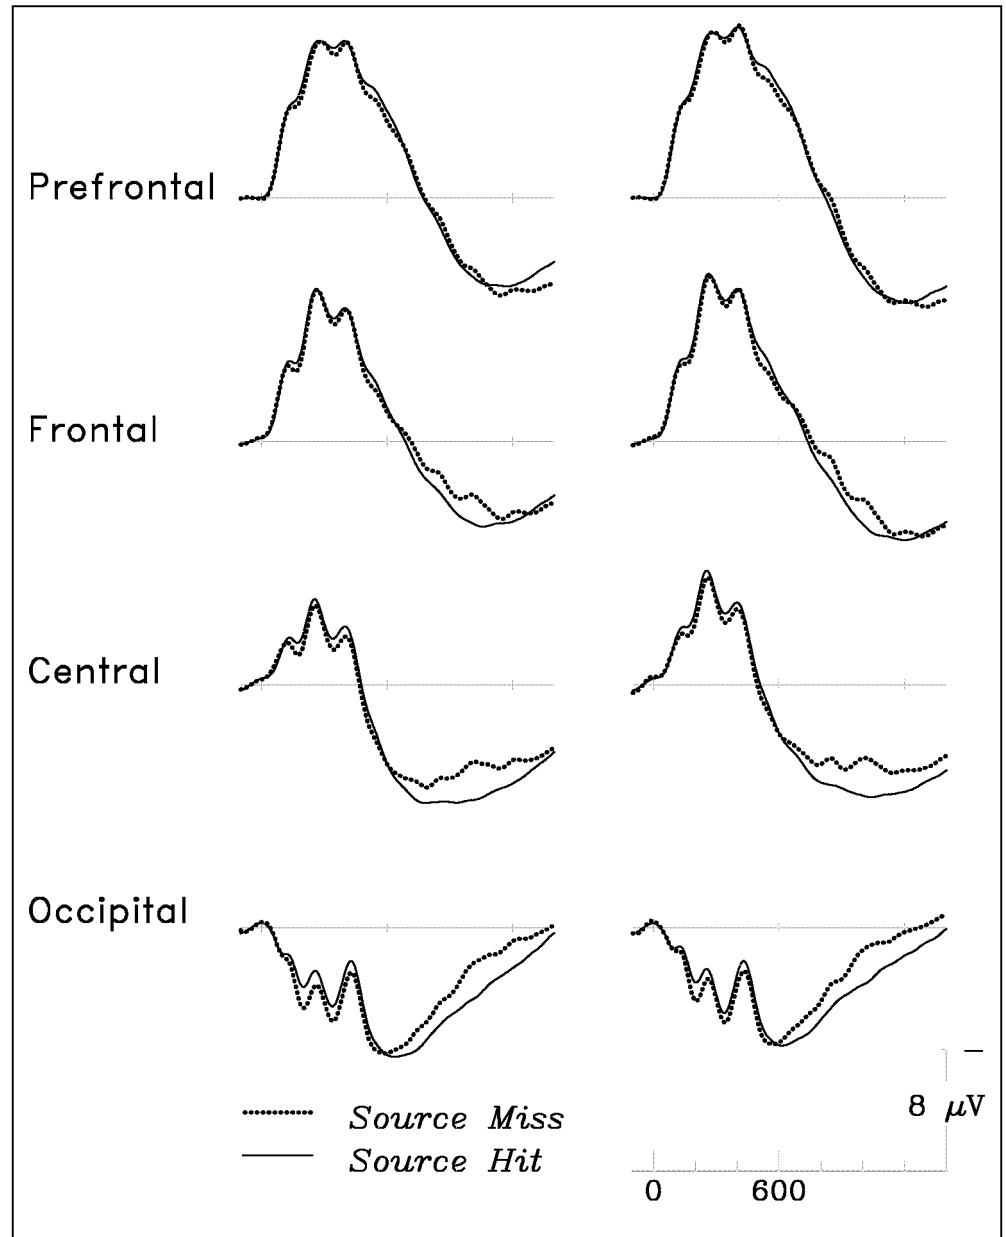 Prefrontal
Frontal
Central
Occipital
8 μV
Source Miss
Source Hit
0 600